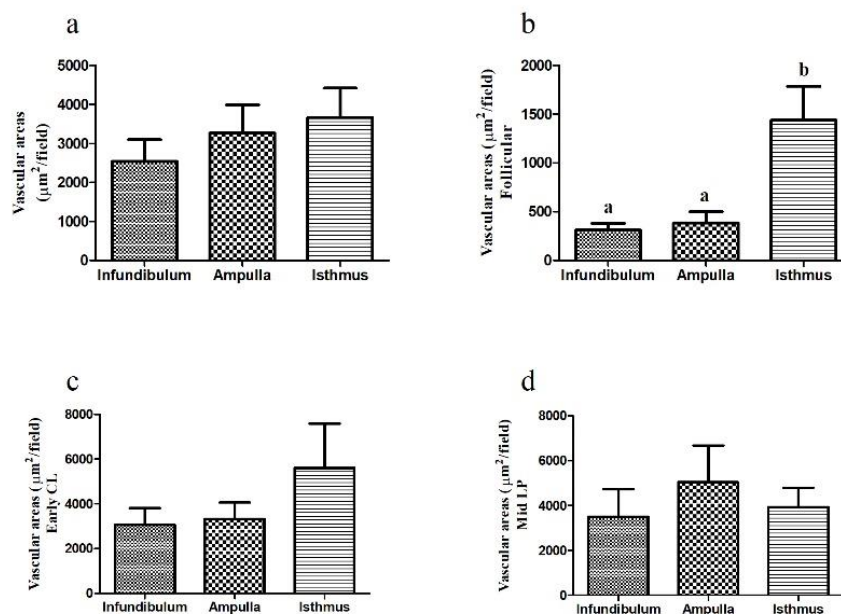 a
Vascular areas
(μm²/field)
5000
4000
3000
2000
1000
0
Infundibulum Ampulla Isthmus
b
Vascular areas (μm²/field)
Follicular
2000
1500
1000
500
0
a a b
Infundibulum Ampulla Isthmus
c
Vascular areas (μm²/field)
Early CL
8000
6000
4000
2000
0
Infundibulum Ampulla Isthmus
d
Vascular areas (μm²/field)
Mid LP
8000
6000
4000
2000
0
Infundibulum Ampulla Isthmus